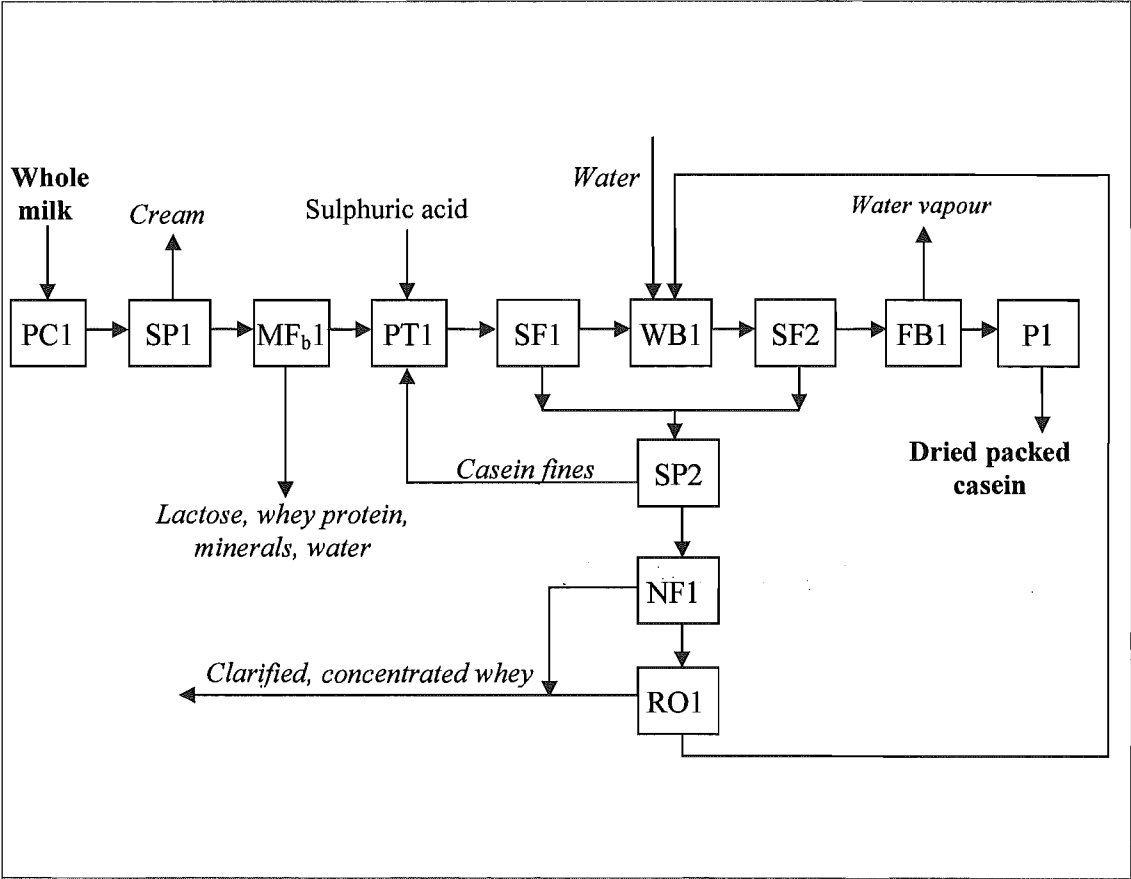 Whole
milk
Cream
Sulphuric acid
Water
Water vapour
PC1
SP1
MFb1
PT1
SF1
WB1
SF2
FB1
P1
Casein fines
SP2
Dried packed
casein
Lactose, whey protein,
minerals, water
NF1
Clarified, concentrated whey
RO1